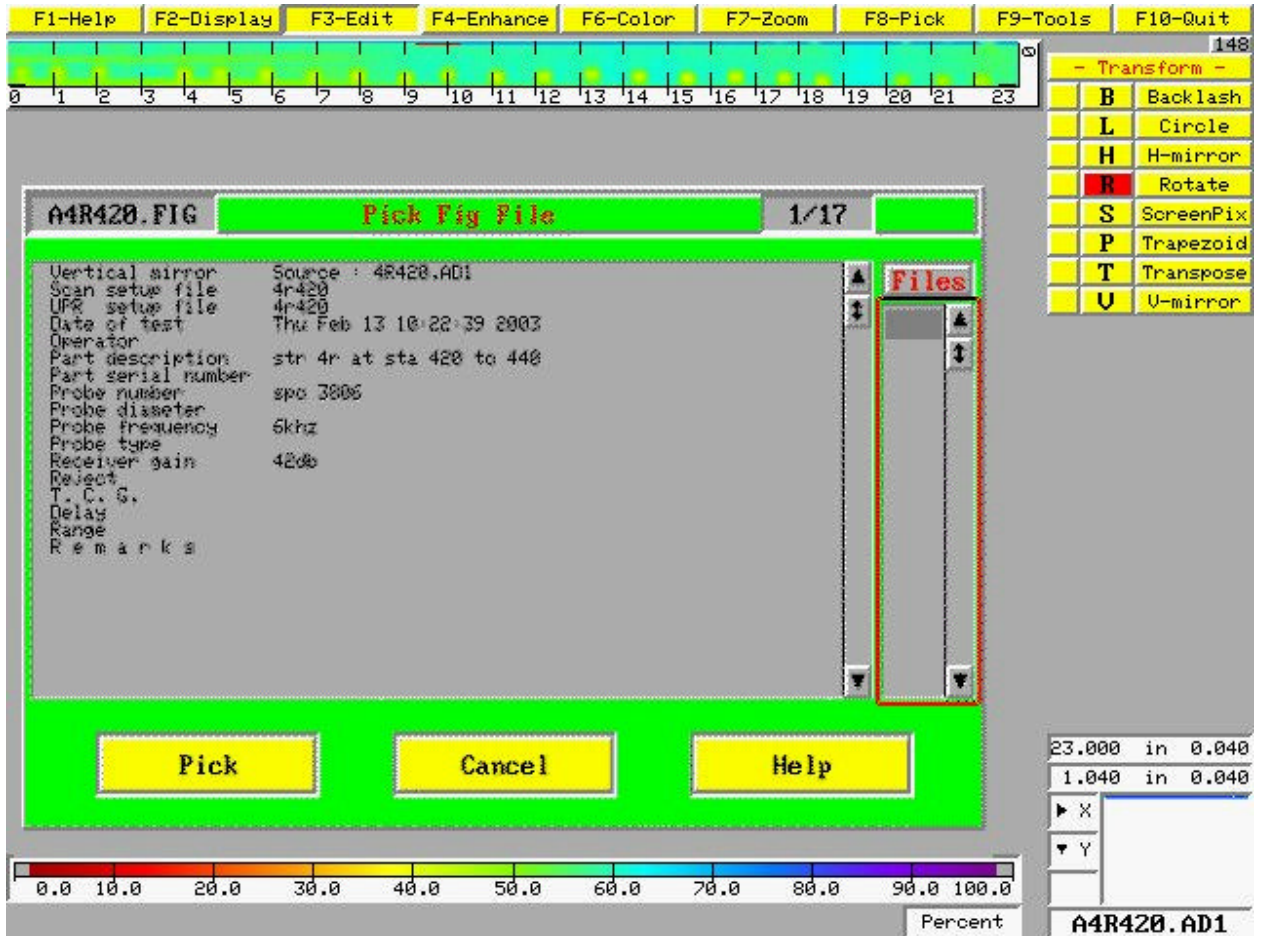 F1-Help F2-Display F3-Edit F4-Enhance F6-Color F7-Zoom F8-Pick F9-Tools F10-Quit
148
0 1 2 3 4 5 6 7 8 9 10 11 12 13 14 15 16 17 18 19 20 21 23
- Transform -
B Backlash
L Circle
H H-mirror
R Rotate
S ScreenPix
P Trapezoid
T Transpose
V V-mirror
A4R420.FIG Pick Fig File 1/17
Files
Vertical mirror Source : 4R420.AD1
Scan setup file 4r420
UPR setup file 4r420
Date of test Thu Feb 13 10:22:39 2003
Operator
Part description str 4r at sta 420 to 440
Part serial number
Probe number spo 3806
Probe diameter
Probe frequency 6khz
Probe type
Receiver gain 42db
Reject
T. C. G.
Delay
Range
R e m a r k s
Pick Cancel Help
23.000 in 0.040
1.040 in 0.040
X
Y
0.0 10.0 20.0 30.0 40.0 50.0 60.0 70.0 80.0 90.0 100.0
Percent
A4R420.AD1